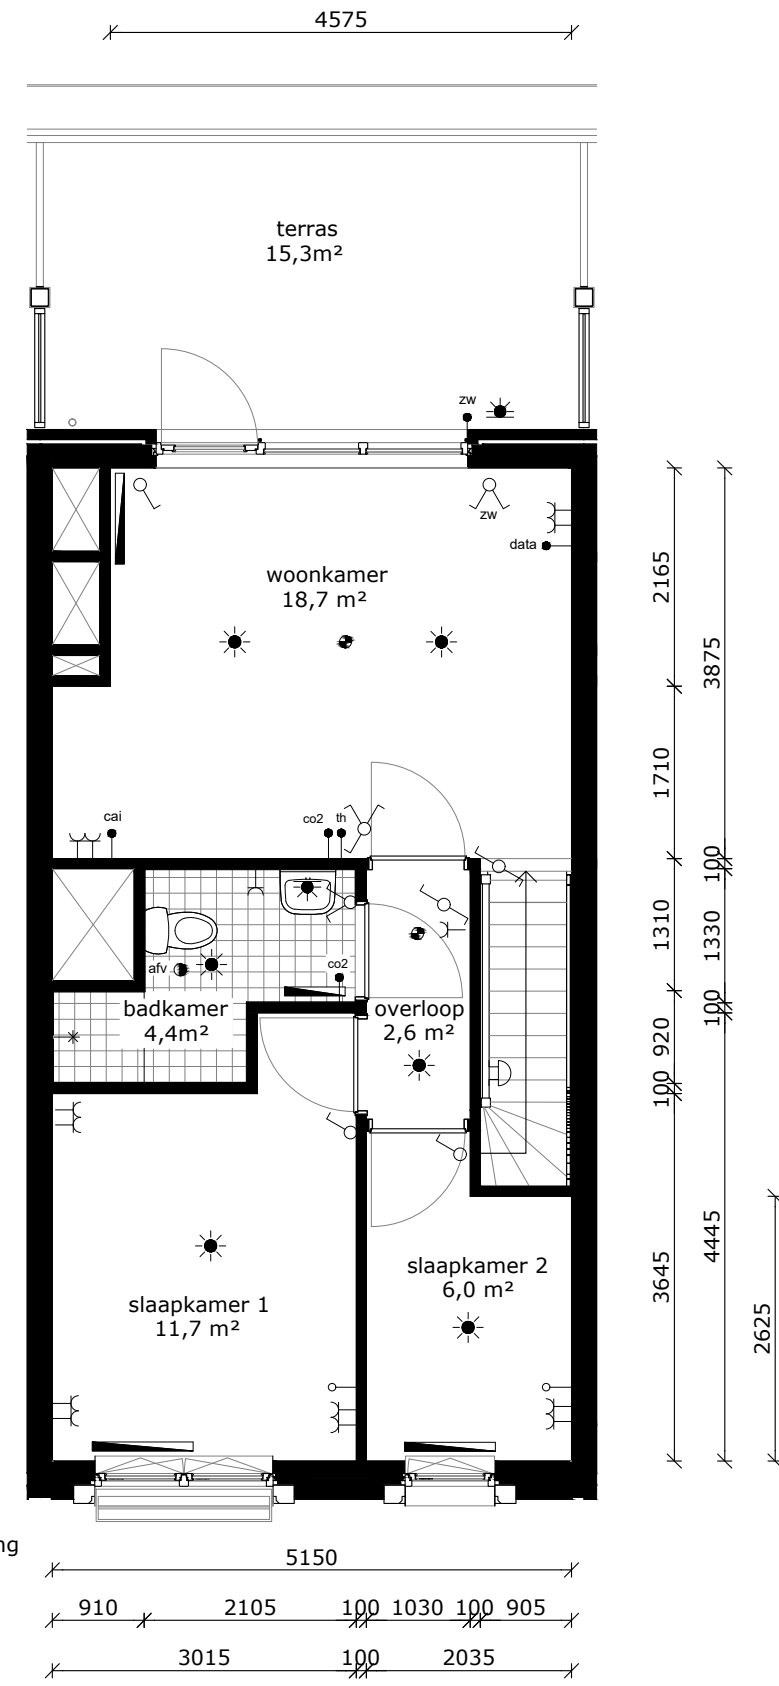 4575
terras
15,3m²
zw
zw
data
woonkamer
18,7 m²
2165
3875
1710
cai
co2
th
100
1310
1330
afv
co2
badkamer
4,4m²
overloop
2,6 m²
100
920
100
slaapkamer 2
6,0 m²
slaapkamer 1
11,7 m²
3645
4445
2625
ng
5150
910
2105
100
1030
100
905
3015
100
2035